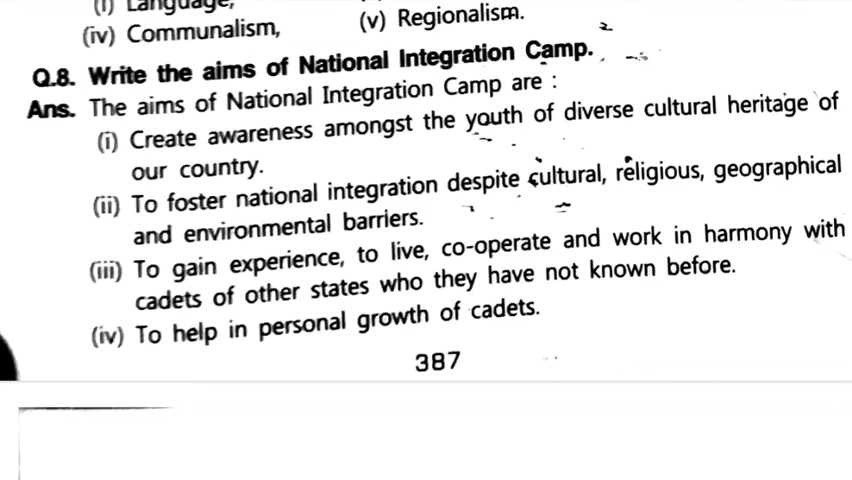 (i) Language,
(iv) Communalism, (v) Regionalism.
Q.8. Write the aims of National Integration Camp.
Ans. The aims of National Integration Camp are :
(i) Create awareness amongst the youth of diverse cultural heritage of
our country.
(ii) To foster national integration despite cultural, religious, geographical
and environmental barriers.
(iii) To gain experience, to live, co-operate and work in harmony with
cadets of other states who they have not known before.
(iv) To help in personal growth of cadets.
387